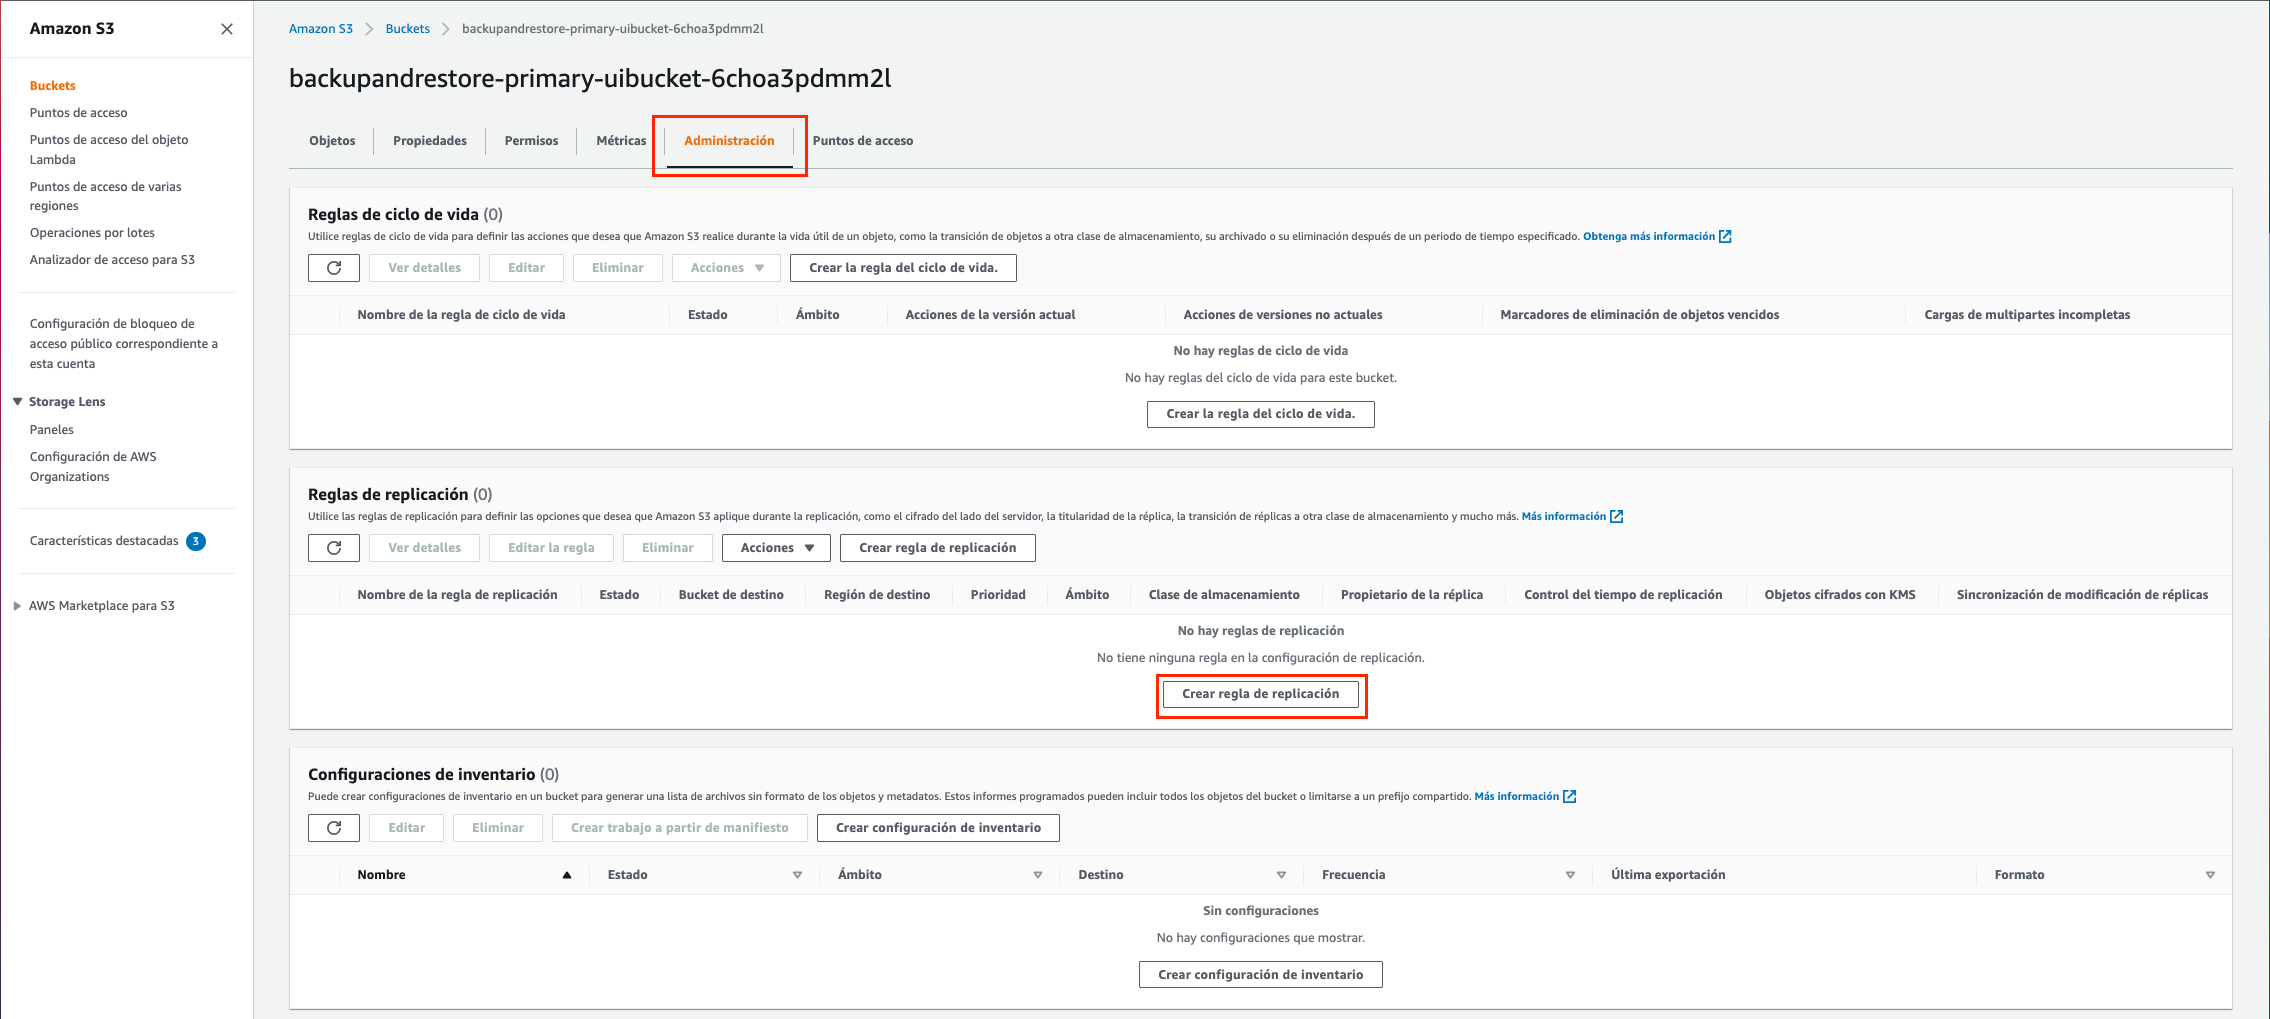 Amazon S3
Buckets
Puntos de acceso
Puntos de acceso del objeto
Lambda
Puntos de acceso de varias
regiones
Operaciones por lotes
Analizador de acceso para S3
Configuración de bloqueo de
acceso público correspondiente a
esta cuenta
Storage Lens
Paneles
Configuración de AWS
Organizations
Características destacadas 3
AWS Marketplace para S3
Amazon S3 Buckets backupandrestore-primary-uibucket-6choa3pdmm2l
backupandrestore-primary-uibucket-6choa3pdmm2l
Objetos Propiedades Permisos Métricas Administración Puntos de acceso
Reglas de ciclo de vida (0)
Utilice reglas de ciclo de vida para definir las acciones que desea que Amazon S3 realice durante la vida útil de un objeto, como la transición de objetos a otra clase de almacenamiento, su archivado o su eliminación después de un periodo de tiempo especificado. Obtenga más información
Ver detalles Editar Eliminar Acciones Crear la regla del ciclo de vida.
Nombre de la regla de ciclo de vida Estado Ámbito Acciones de la versión actual Acciones de versiones no actuales Marcadores de eliminación de objetos vencidos Cargas de multipartes incompletas
No hay reglas de ciclo de vida
No hay reglas del ciclo de vida para este bucket.
Crear la regla del ciclo de vida.
Reglas de replicación (0)
Utilice las reglas de replicación para definir las opciones que desea que Amazon S3 aplique durante la replicación, como el cifrado del lado del servidor, la titularidad de la réplica, la transición de réplicas a otra clase de almacenamiento y mucho más. Más información
Ver detalles Editar la regla Eliminar Acciones Crear regla de replicación
Nombre de la regla de replicación Estado Bucket de destino Región de destino Prioridad Ámbito Clase de almacenamiento Propietario de la réplica Control del tiempo de replicación Objetos cifrados con KMS Sincronización de modificación de réplicas
No hay reglas de replicación
No tiene ninguna regla en la configuración de replicación.
Crear regla de replicación
Configuraciones de inventario (0)
Puede crear configuraciones de inventario en un bucket para generar una lista de archivos sin formato de los objetos y metadatos. Estos informes programados pueden incluir todos los objetos del bucket o limitarse a un prefijo compartido. Más información
Editar Eliminar Crear trabajo a partir de manifiesto Crear configuración de inventario
Nombre Estado Ámbito Destino Frecuencia Última exportación Formato
Sin configuraciones
No hay configuraciones que mostrar.
Crear configuración de inventario